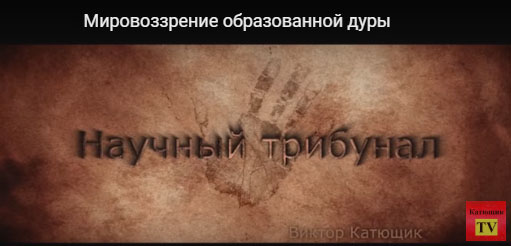 Мировоззрение образованной дуры
Научный трибунал
Виктор Катющик
Катющик
TV